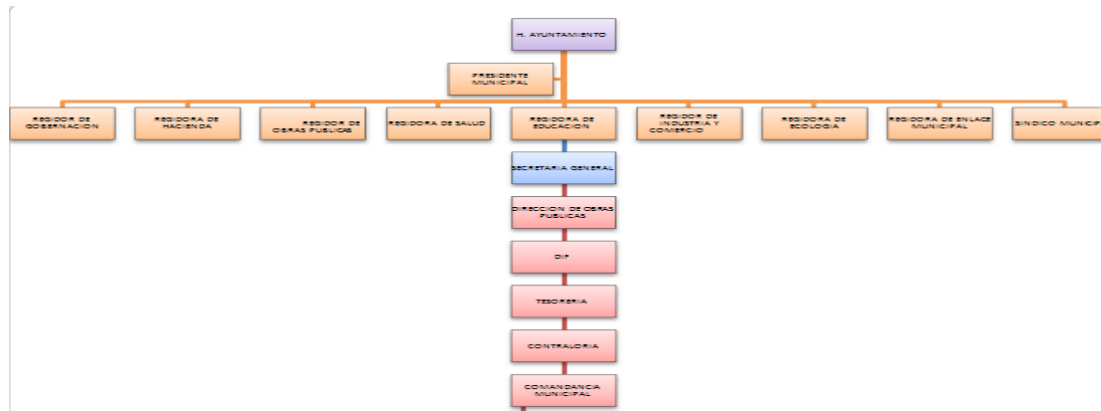 H. AYUNTAMIENTO
PRESIDENTE
MUNICIPAL
REGIDOR DE
GOBERNACION
REGIDORA DE
HACIENDA
REGIDOR DE
OBRAS PUBLICAS
REGIDORA DE SALUD
REGIDORA DE
EDUCACION
REGIDOR DE
INDUSTRIA Y
COMERCIO
REGIDORA DE
ECOLOGIA
REGIDORA DE ENLACE
MUNICIPAL
SINDICO MUNICIP
SECRETARIA GENERAL
DIRECCION DE OBRAS
PUBLICAS
DIF
TESORERIA
CONTRALORIA
COMANDANCIA
MUNICIPAL